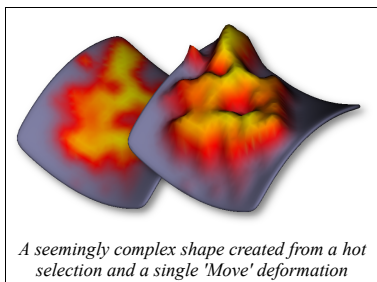 A seemingly complex shape created from a hot
selection and a single 'Move' deformation